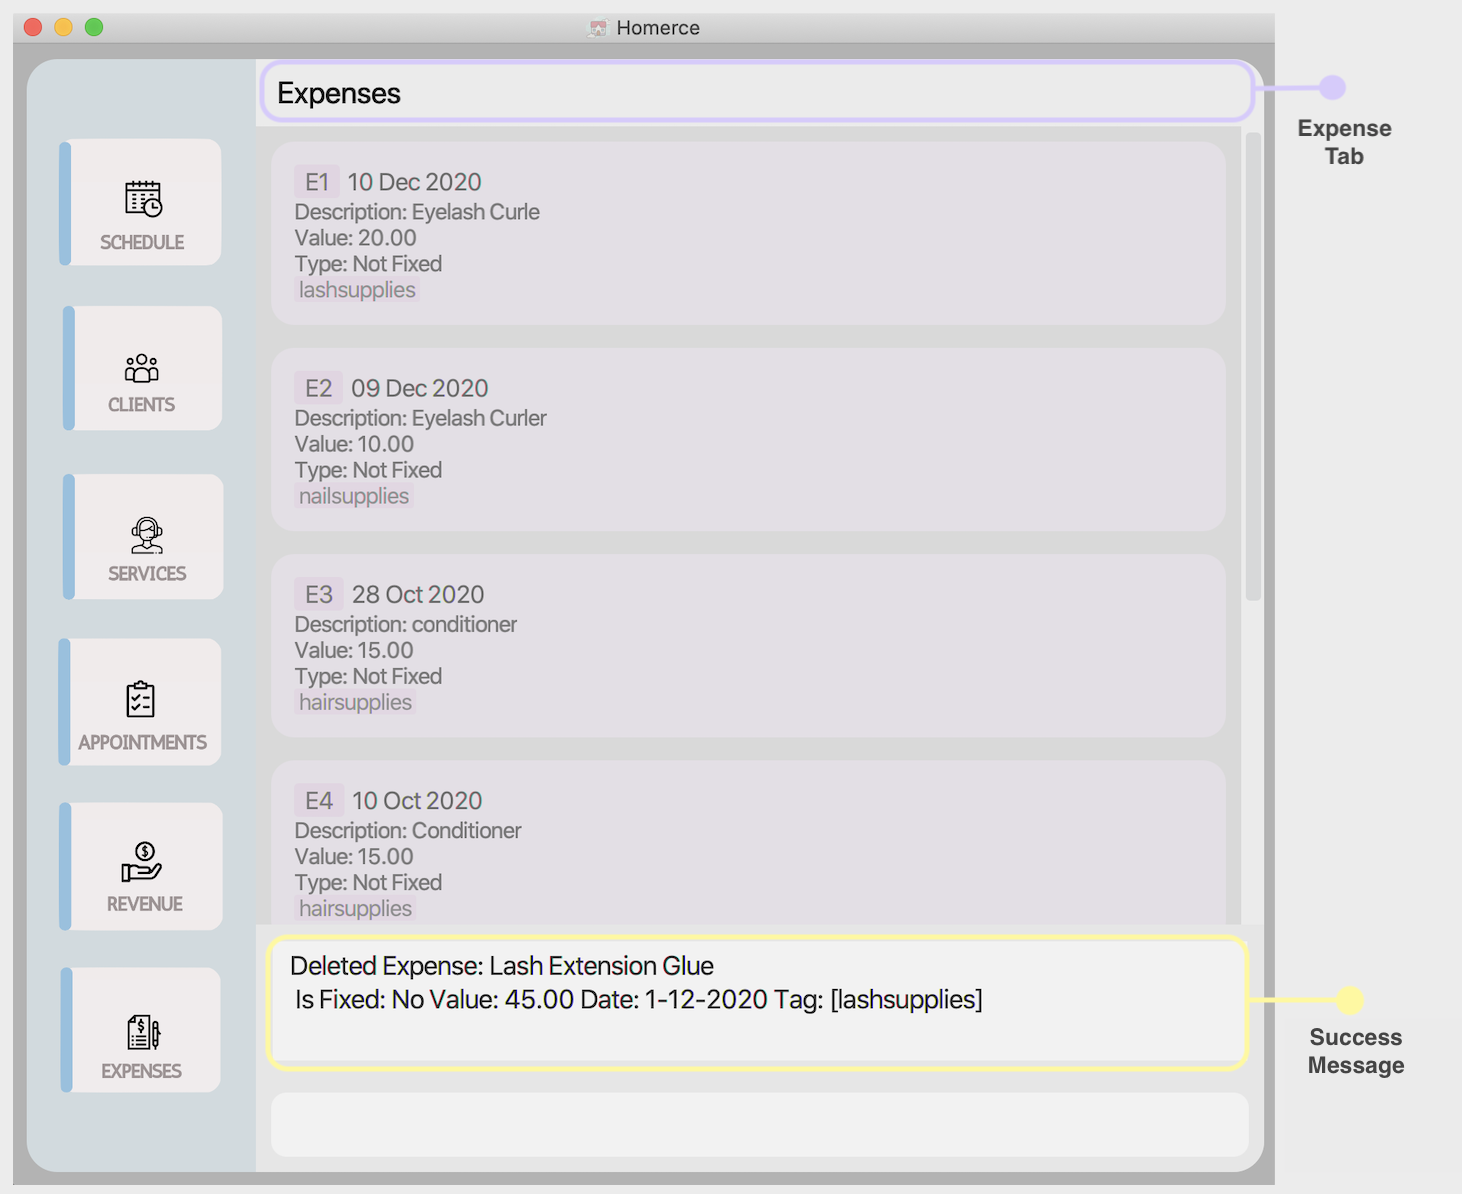 Homerce
Expenses
Expense
Tab
SCHEDULE
CLIENTS
SERVICES
APPOINTMENTS
REVENUE
EXPENSES
E1 10 Dec 2020
Description: Eyelash Curle
Value: 20.00
Type: Not Fixed
lashsupplies
E2 09 Dec 2020
Description: Eyelash Curler
Value: 10.00
Type: Not Fixed
nailsupplies
E3 28 Oct 2020
Description: conditioner
Value: 15.00
Type: Not Fixed
hairsupplies
E4 10 Oct 2020
Description: Conditioner
Value: 15.00
Type: Not Fixed
hairsupplies
Deleted Expense: Lash Extension Glue
Is Fixed: No Value: 45.00 Date: 1-12-2020 Tag: [lashsupplies]
Success
Message